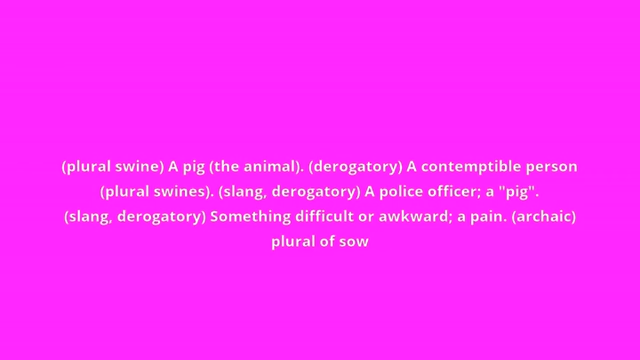 (plural swine) A pig (the animal). (derogatory) A contemptible person
(plural swines). (slang, derogatory) A police officer; a "pig".
(slang, derogatory) Something difficult or awkward; a pain. (archaic)
plural of sow